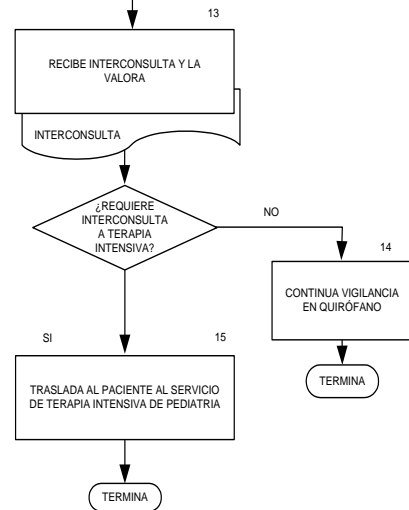 13
RECIBE INTERCONSULTA Y LA
VALORA
INTERCONSULTA
¿REQUIERE
INTERCONSULTA
A TERAPIA
INTENSIVA?
NO
14
CONTINUA VIGILANCIA
EN QUIRÓFANO
TERMINA
SI
15
TRASLADA AL PACIENTE AL SERVICIO
DE TERAPIA INTENSIVA DE PEDIATRIA
TERMINA